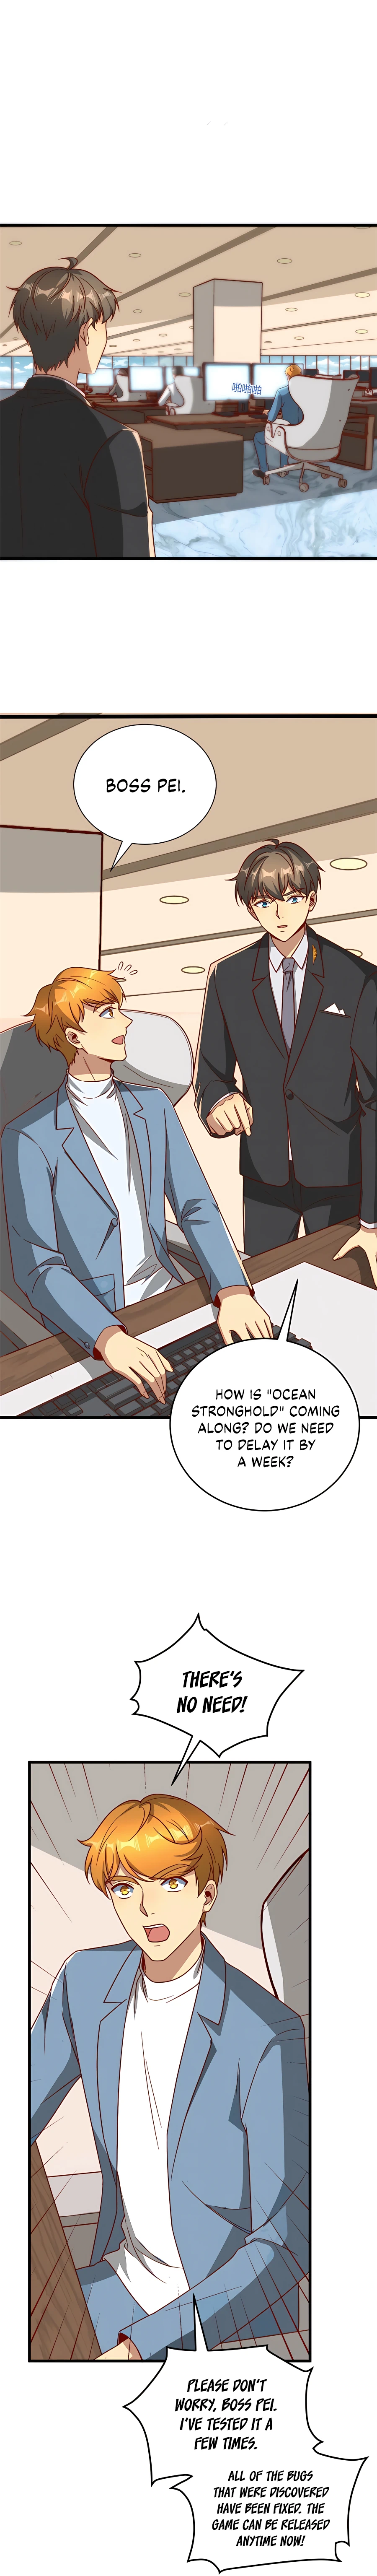 啪啪啪
BOSS PEI.
HOW IS "OCEAN
STRONGHOLD" COMING
ALONG? DO WE NEED
TO DELAY IT BY
A WEEK?
THERE'S
NO NEED!
PLEASE DON'T
WORRY, BOSS PEI.
I'VE TESTED IT A
FEW TIMES.
ALL OF THE BUGS
THAT WERE DISCOVERED
HAVE BEEN FIXED. THE
GAME CAN BE RELEASED
ANYTIME NOW!